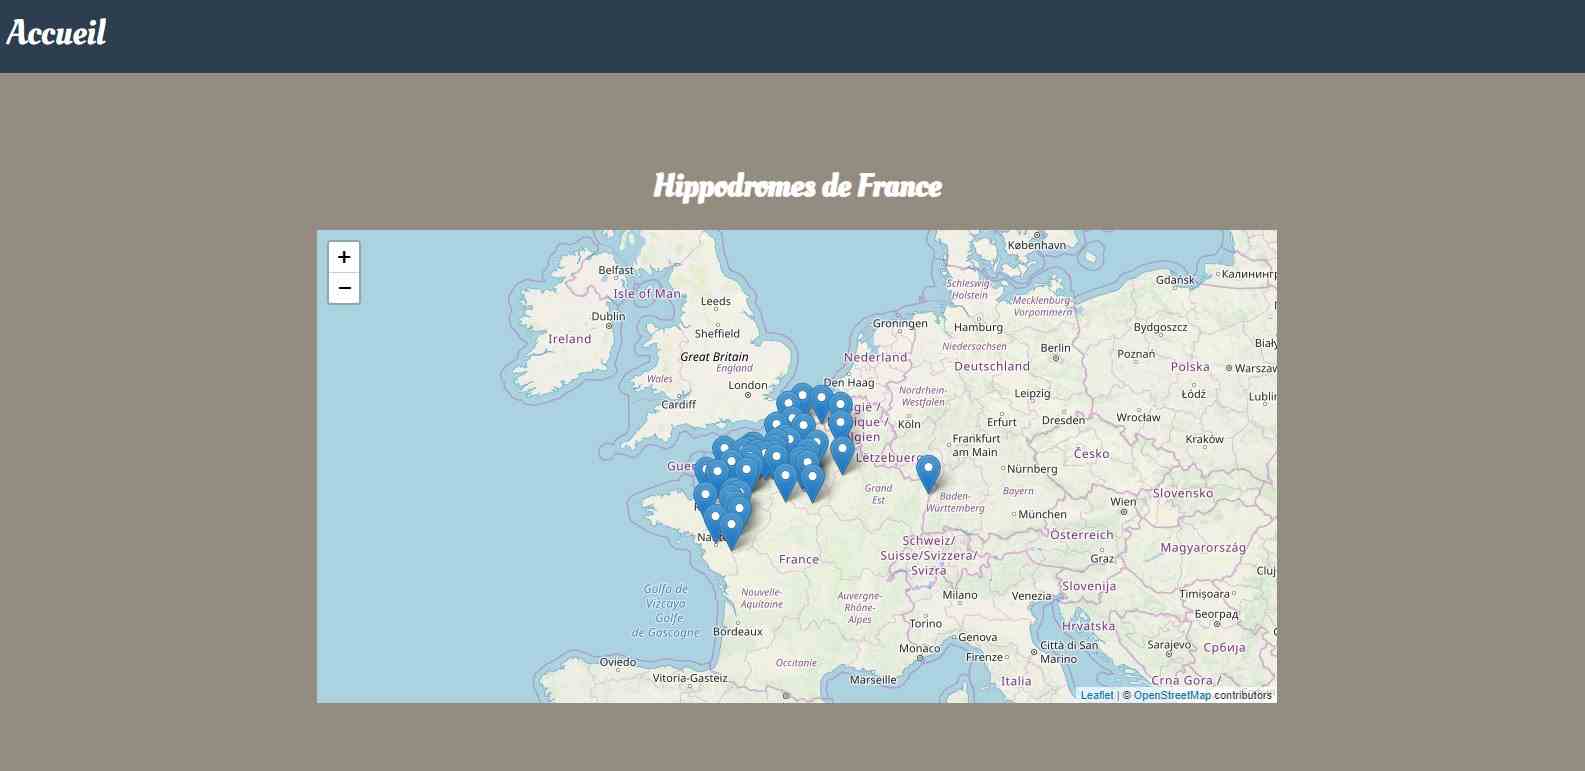 Accueil
Hippodromes de France
+
−
København
Belfast
Isle of Man
Gdańsk
Schleswig
Holstein
Mecklenburg
Vorpommern
Leeds
Dublin
Sheffield
Groningen
Hamburg
Bydgoszcz
Ireland
Great Britain
England
Niedersachsen
Berlin
Poznań
Nederland
Deutschland
Polska
Warszaw
Wales
London
Den Haag
Nordrhein-
Westfalen
Leipzig
Łódź
Lublin
Cardiff
Köln
Erfurt
Dresden
Wrocław
gië /
ique /
gien
Frankfurt
am Main
Kraków
Letzebuerg
Česko
Guer
Nürnberg
Grand
Est
Baden-
Württemberg
Bayern
Slovensko
München
Wien
Österreich
Schweiz/
Suisse/Svizzera/
Svizra
Magyarország
France
Graz
Cluj
Golfo de
Vizcaya
Golfe
de Gascogne
Nouvelle-
Aquitaine
Auvergne-
Rhône-
Alpes
Slovenija
Milano
Venezia
Timișoara
Београд
Torino
Bordeaux
Genova
Hrvatska
Monaco
Firenze
Città di San
Marino
Sarajevo
Србија
Oviedo
Occitanie
Vitoria-Gasteiz
Marseille
Italia
Crna Gora /
Leaflet | © OpenStreetMap contributors